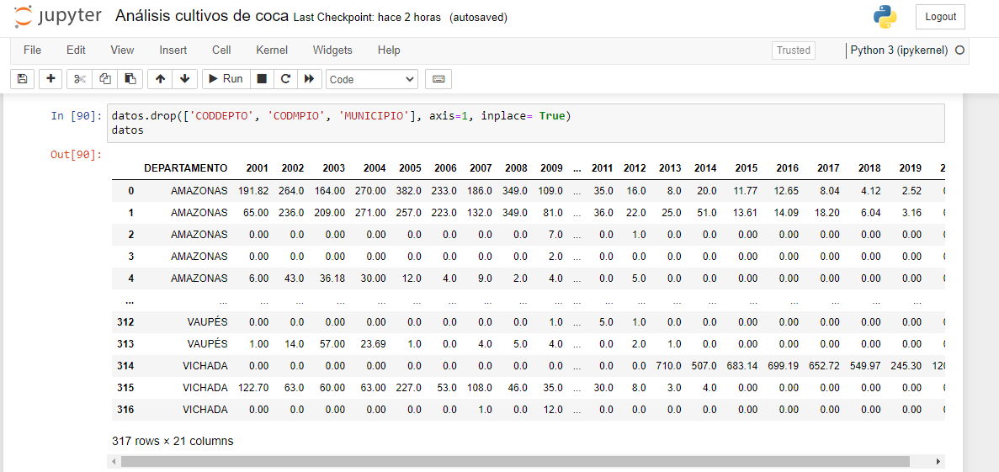 jupyter Análisis cultivos de coca Last Checkpoint: hace 2 horas (autosaved) Logout
File Edit View Insert Cell Kernel Widgets Help Trusted Python 3 (ipykernel)
Run Code
In [90]: datos.drop(['CODDEPTO', 'CODMPIO', 'MUNICIPIO'], axis=1, inplace= True)
datos
Out[90]:
DEPARTAMENTO 2001 2002 2003 2004 2005 2006 2007 2008 2009 ... 2011 2012 2013 2014 2015 2016 2017 2018 2019 2
0 AMAZONAS 191.82 264.0 164.00 270.00 382.0 233.0 186.0 349.0 109.0 ... 35.0 16.0 8.0 20.0 11.77 12.65 8.04 4.12 2.52
1 AMAZONAS 65.00 236.0 209.00 271.00 257.0 223.0 132.0 349.0 81.0 ... 36.0 22.0 25.0 51.0 13.61 14.09 18.20 6.04 3.16
2 AMAZONAS 0.00 0.0 0.00 0.00 0.0 0.0 0.0 0.0 7.0 ... 0.0 1.0 0.0 0.0 0.00 0.00 0.00 0.00 0.00
3 AMAZONAS 0.00 0.0 0.00 0.00 0.0 0.0 0.0 0.0 2.0 ... 0.0 0.0 0.0 0.0 0.00 0.00 0.00 0.00 0.00
4 AMAZONAS 6.00 43.0 36.18 30.00 12.0 4.0 9.0 2.0 4.0 ... 0.0 5.0 0.0 0.0 0.00 0.00 0.00 0.00 0.00
... ... ... ... ... ... ... ... ... ... ... ... ... ... ... ... ... ... ... ... ...
312 VAUPÉS 0.00 0.0 0.00 0.00 0.0 0.0 0.0 0.0 1.0 ... 5.0 1.0 0.0 0.0 0.00 0.00 0.00 0.00 0.00
313 VAUPÉS 1.00 14.0 57.00 23.69 1.0 0.0 4.0 5.0 4.0 ... 0.0 2.0 1.0 0.0 0.00 0.00 0.00 0.00 0.00
314 VICHADA 0.00 0.0 0.00 0.00 0.0 0.0 0.0 0.0 0.0 ... 0.0 0.0 710.0 507.0 683.14 699.19 652.72 549.97 245.30 12
315 VICHADA 122.70 63.0 60.00 63.00 227.0 53.0 108.0 46.0 35.0 ... 30.0 8.0 3.0 4.0 0.00 0.00 0.00 0.00 0.00
316 VICHADA 0.00 0.0 0.00 0.00 0.0 0.0 1.0 0.0 12.0 ... 0.0 0.0 0.0 0.0 0.00 0.00 0.00 0.00 0.00
317 rows × 21 columns